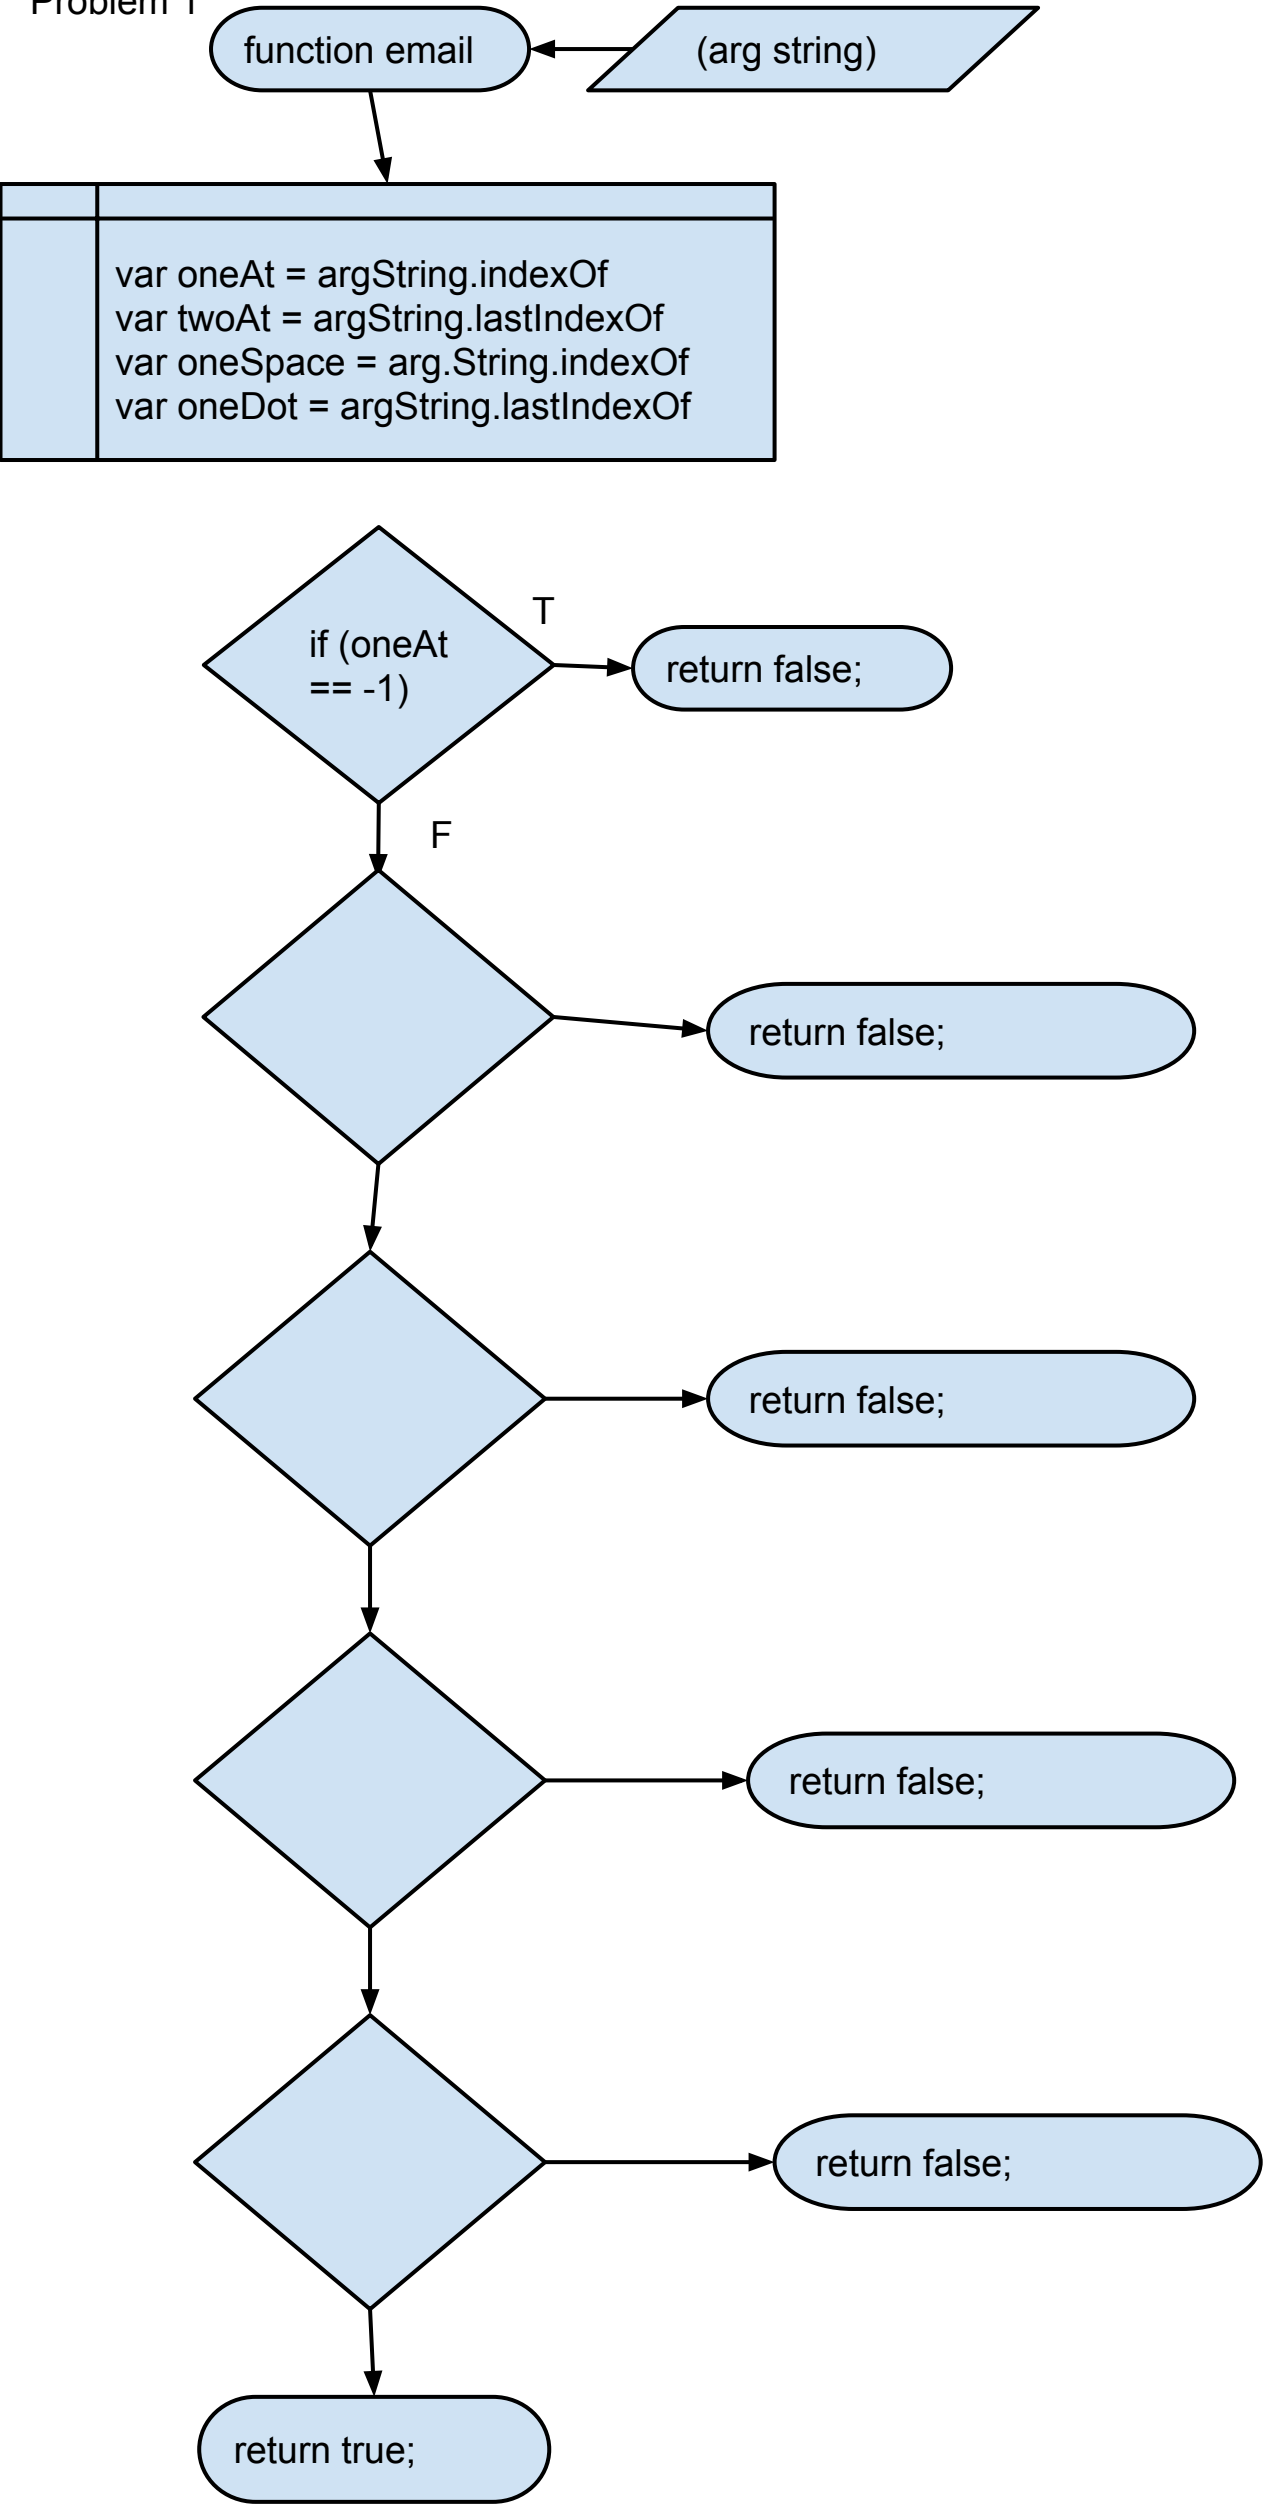 Problem 1
function email
(arg string)
var oneAt = argString.indexOf
var twoAt = argString.lastIndexOf
var oneSpace = arg.String.indexOf
var oneDot = argString.lastIndexOf
if (oneAt
== -1)
T
return false;
F
return false;
return false;
return false;
return false;
return true;